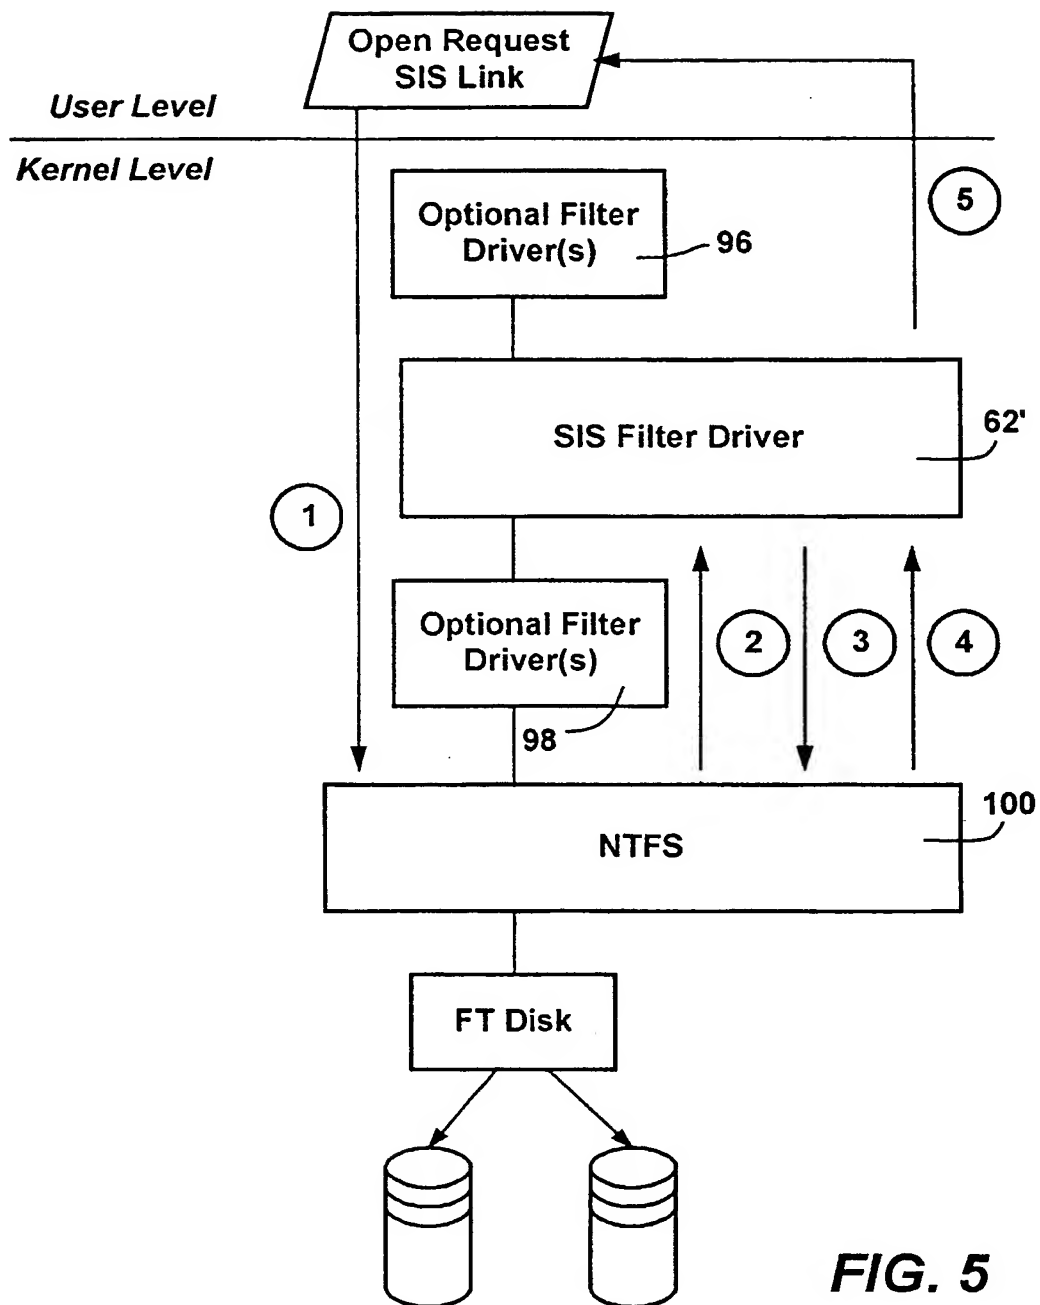 Open Request
SIS Link
User Level
Kernel Level
5
Optional Filter
Driver(s)
96
62'
SIS Filter Driver
1
Optional Filter
Driver(s)
2
3
4
98
100
NTFS
FT Disk
FIG. 5